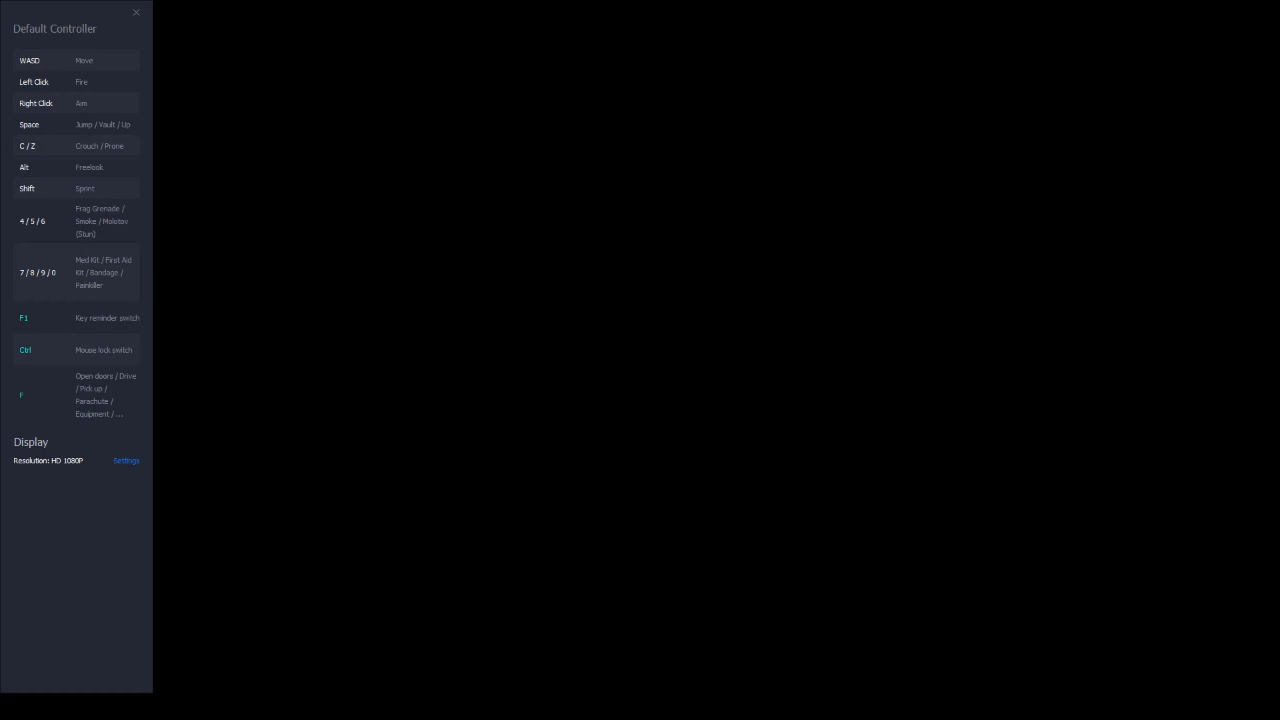 Default Controller
WASD Move
Left Click Fire
Right Click Aim
Space Jump / Vault / Up
C / Z Crouch / Prone
Alt Freelook
Shift Sprint
4 / 5 / 6 Frag Grenade /
Smoke / Molotov
(Stun)
7 / 8 / 9 / 0 Med Kit / First Aid
Kit / Bandage /
Painkiller
F1 Key reminder switch
Ctrl Mouse lock switch
F Open doors / Drive
/ Pick up /
Parachute /
Equipment / ...
Display
Resolution: HD 1080P Settings